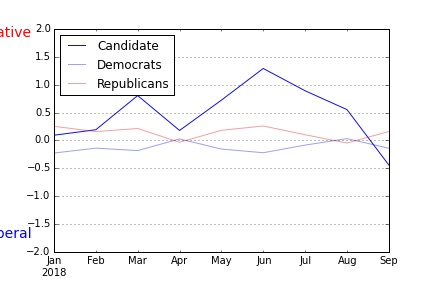 2.0
ative
Candidate
Democrats
Republicans
1.5
1.0
0.5
0.0
−0.5
−1.0
−1.5
beral
−2.0
Jan Feb Mar Apr May Jun Jul Aug Sep
2018